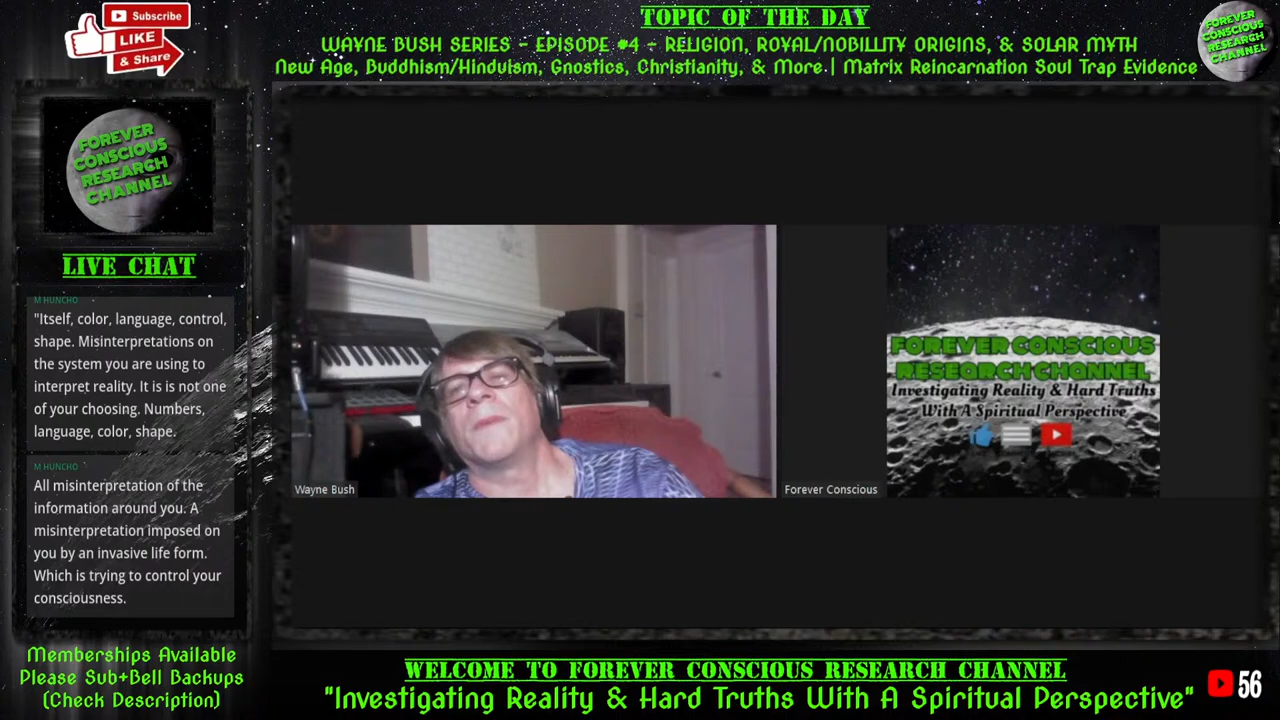 Subscribe
LIKE
& Share
TOPIC OF THE DAY
WAYNE BUSH SERIES - EPISODE #4 - RELIGION, ROYAL/NOBILLITY ORIGINS, & SOLAR MYTH
New Age, Buddhism/Hinduism, Gnostics, Christianity, & More | Matrix Reincarnation Soul Trap Evidence
FOREVER
CONSCIOUS
RESEARCH
CHANNEL
FOREVER
CONSCIOUS
RESEARCH
CHANNEL
LIVE CHAT
M HUNCHO
"Itself, color, language, control,
shape. Misinterpretations on
the system you are using to
interpret reality. It is is not one
of your choosing. Numbers,
language, color, shape.
M HUNCHO
All misinterpretation of the
information around you. A
misinterpretation imposed on
you by an invasive life form.
Which is trying to control your
consciousness.
Memberships Available
Please Sub+Bell Backups
(Check Description)
Wayne Bush
FOREVER CONSCIOUS
RESEARCH CHANNEL
Investigating Reality & Hard Truths
With A Spiritual Perspective
Forever Conscious
WELCOME TO FOREVER CONSCIOUS RESEARCH CHANNEL
"Investigating Reality & Hard Truths With A Spiritual Perspective"
56